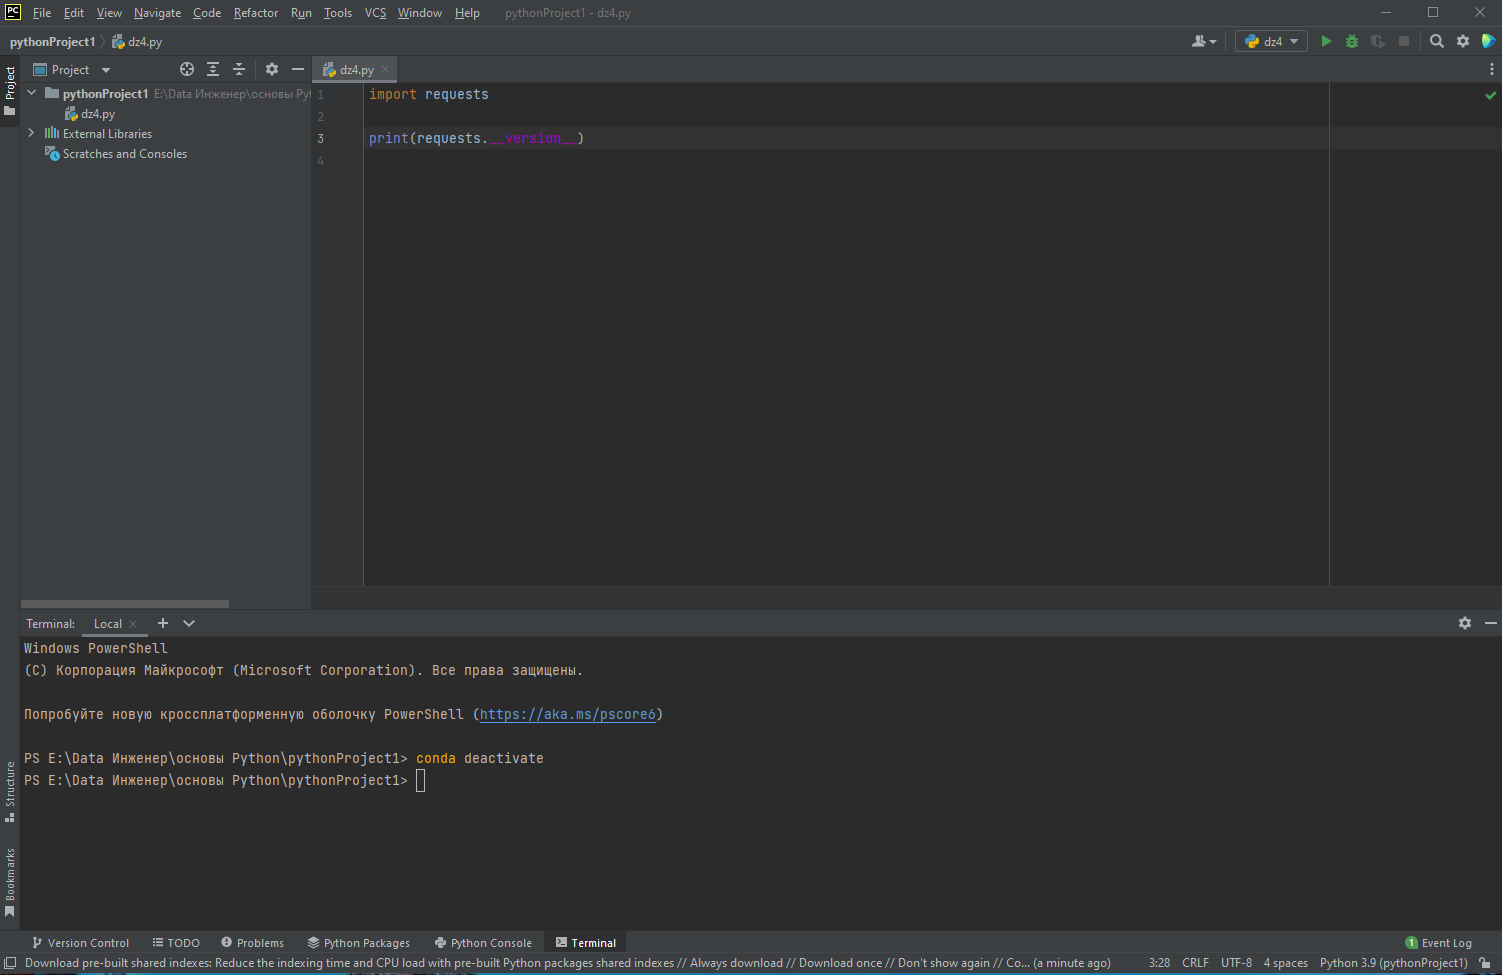 PC File Edit View Navigate Code Refactor Run Tools VCS Window Help pythonProject1 - dz4.py
pythonProject1 dz4.py dz4
Project
Project
dz4.py
pythonProject1 E:\Data Инженер\основы Pyt
dz4.py
External Libraries
Scratches and Consoles
1 import requests
2
3 print(requests.__version__)
4
Terminal: Local
Windows PowerShell
(C) Корпорация Майкрософт (Microsoft Corporation). Все права защищены.
Попробуйте новую кроссплатформенную оболочку PowerShell (https://aka.ms/pscore6)
PS E:\Data Инженер\основы Python\pythonProject1> conda deactivate
PS E:\Data Инженер\основы Python\pythonProject1>
Structure
Bookmarks
Version Control TODO Problems Python Packages Python Console Terminal 1 Event Log
Download pre-built shared indexes: Reduce the indexing time and CPU load with pre-built Python packages shared indexes // Always download // Download once // Don't show again // Co... (a minute ago) 3:28 CRLF UTF-8 4 spaces Python 3.9 (pythonProject1)